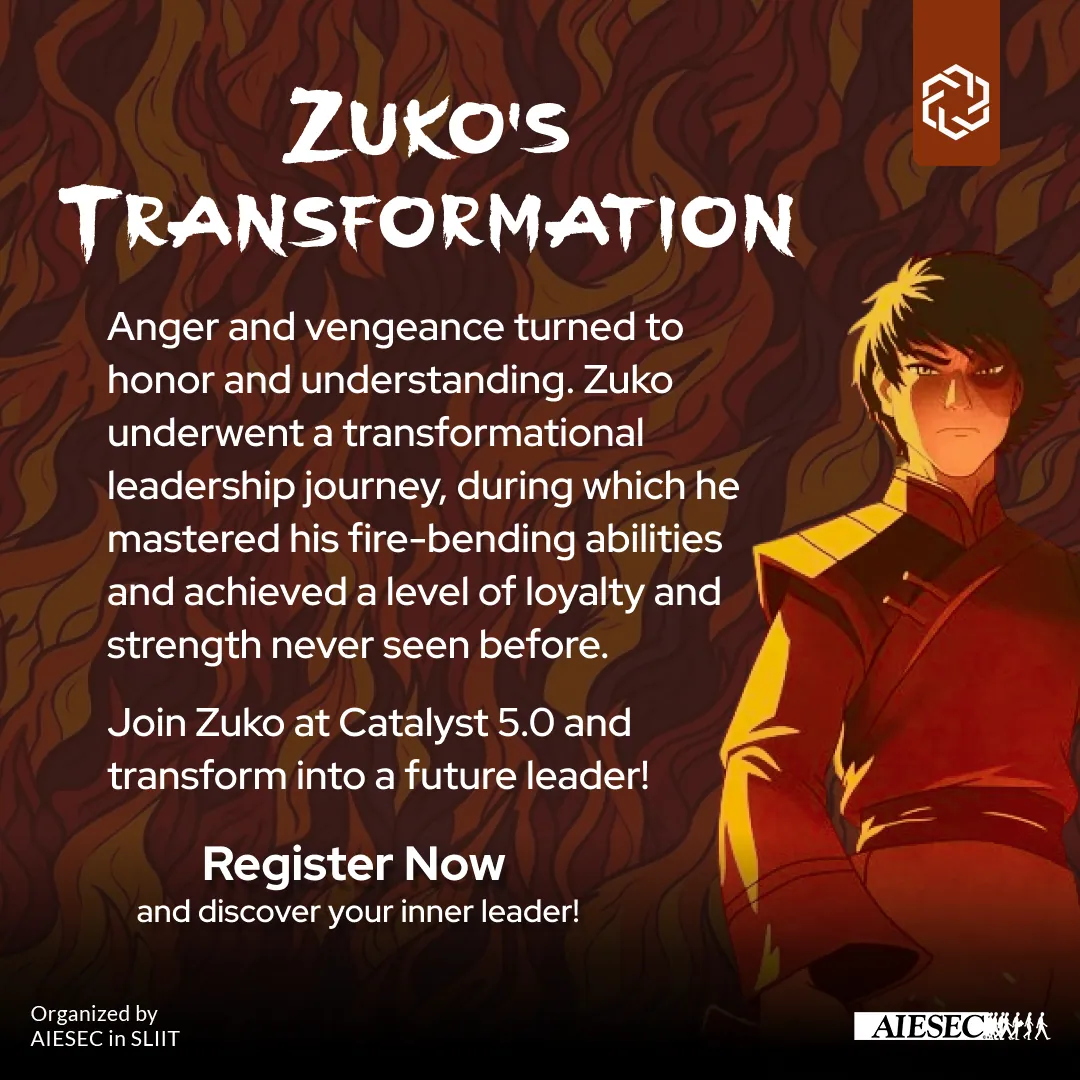 Zuko's
Transformation
Anger and vengeance turned to
honor and understanding. Zuko
underwent a transformational
leadership journey, during which he
mastered his fire-bending abilities
and achieved a level of loyalty and
strength never seen before.
Join Zuko at Catalyst 5.0 and
transform into a future leader!
Register Now
and discover your inner leader!
Organized by
AIESEC in SLIIT
AIESEC